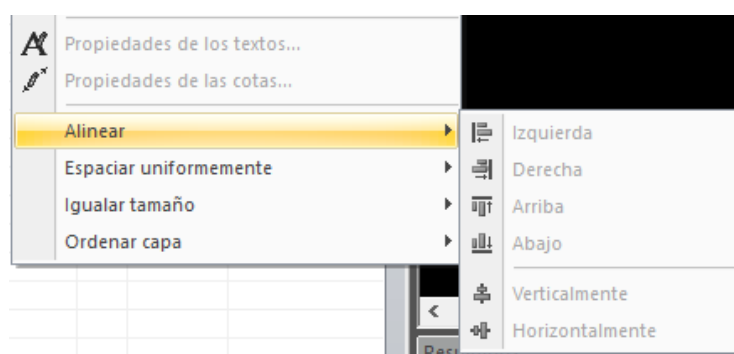 Propiedades de los textos...
Propiedades de las cotas...
Alinear
Espaciar uniformemente
Igualar tamaño
Ordenar capa
Izquierda
Derecha
Arriba
Abajo
Verticalmente
Horizontalmente